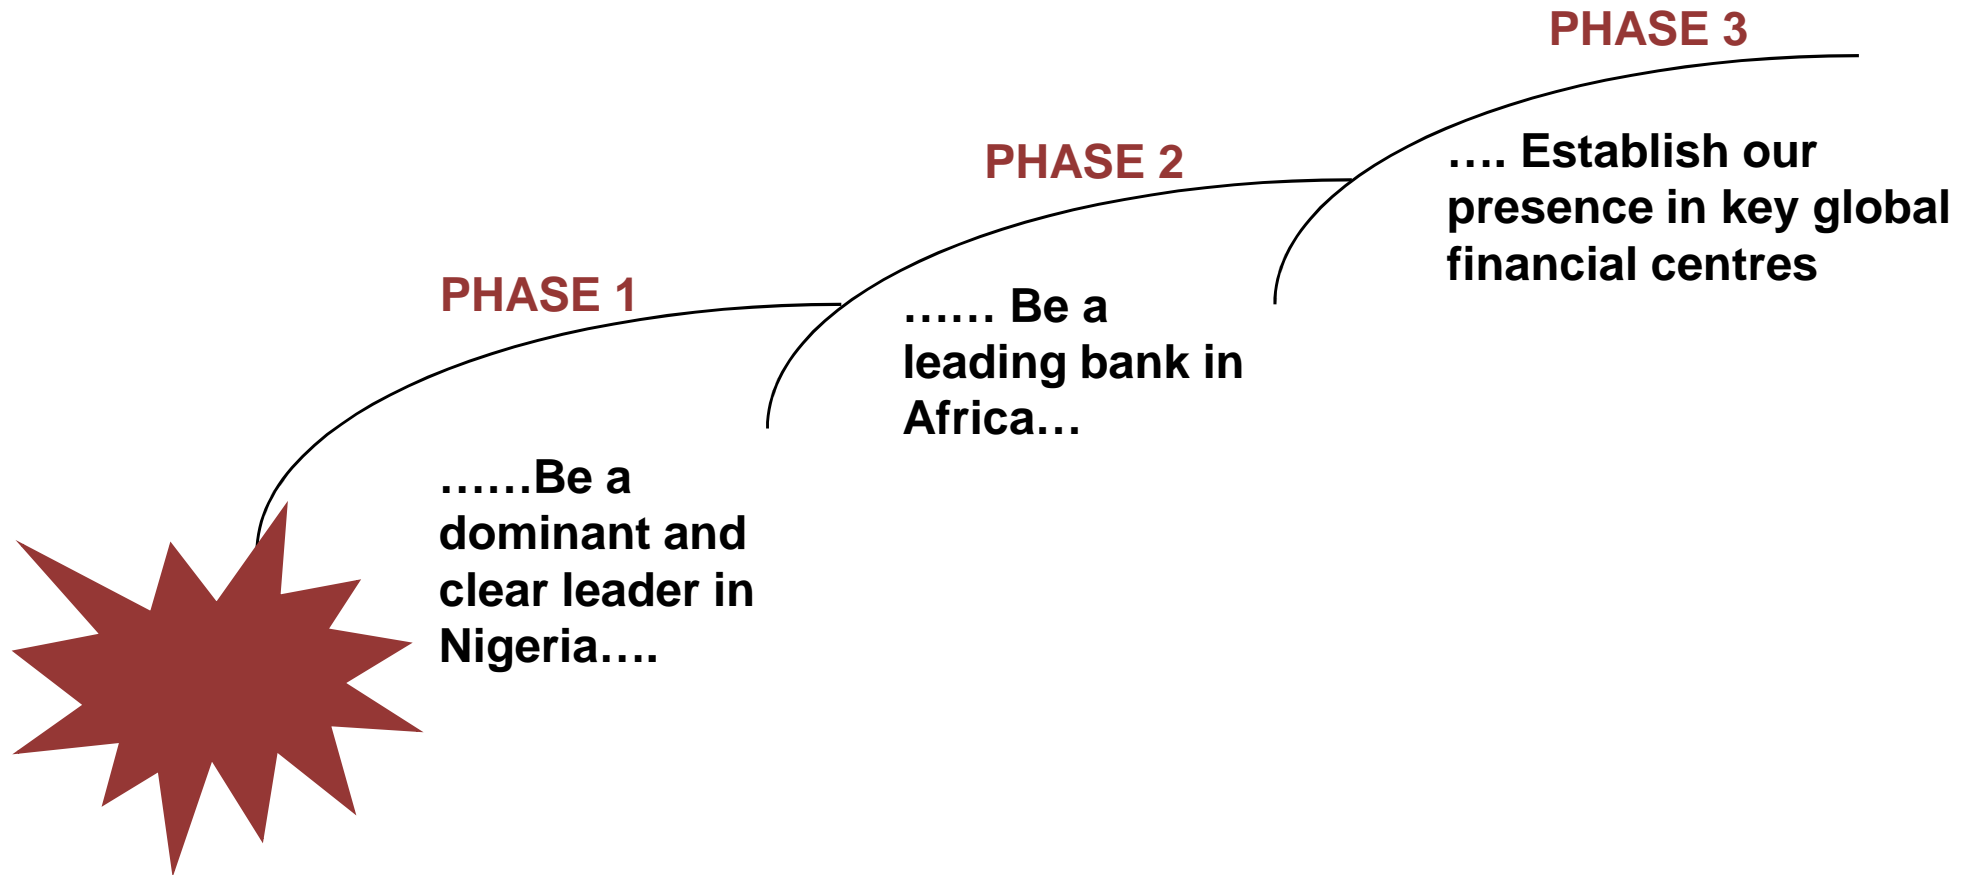 PHASE 3
…. Establish our
presence in key global
financial centres
PHASE 2
…… Be a
leading bank in
Africa…
PHASE 1
……Be a
dominant and
clear leader in
Nigeria….